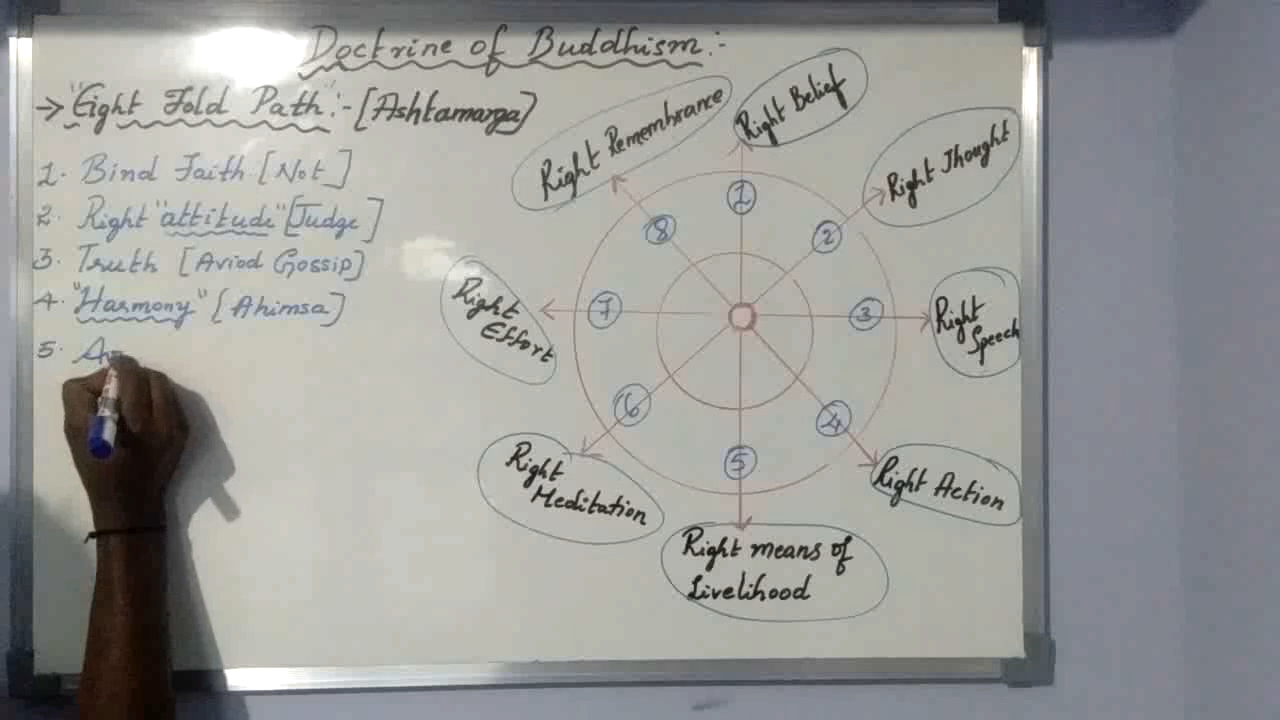 Doctrine of Buddhism:-
→ "Eight Fold Path":- [Ashtamarga]
1. Bind Faith [Not]
2. Right "attitude" [Judge]
3. Truth [Aviod Gossip]
4. "Harmony" [Ahimsa]
5.
Right Belief
Right Thought
Right
Speech
Right Action
Right means of
Livelihood
Right
Meditation
Right
Effort
Right Remembrance
1
2
3
4
5
6
7
8